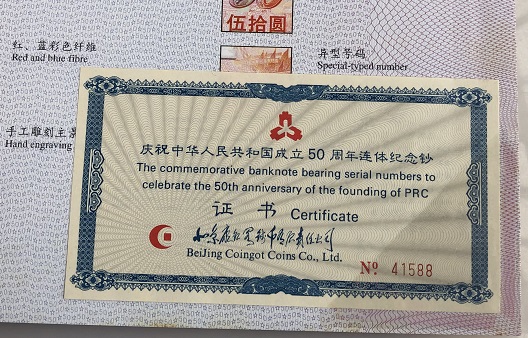 伍拾圆
红、蓝彩色纤维
Red and blue fibre
异型号码
Special-typed number
手工雕刻主景
Hand engraving
庆祝中华人民共和国成立50周年连体纪念钞
The commemorative banknote bearing serial numbers to
celebrate the 50th anniversary of the founding of PRC
证书 Certificate
BeiJing Coingot Coins Co., Ltd.
Nº 41588